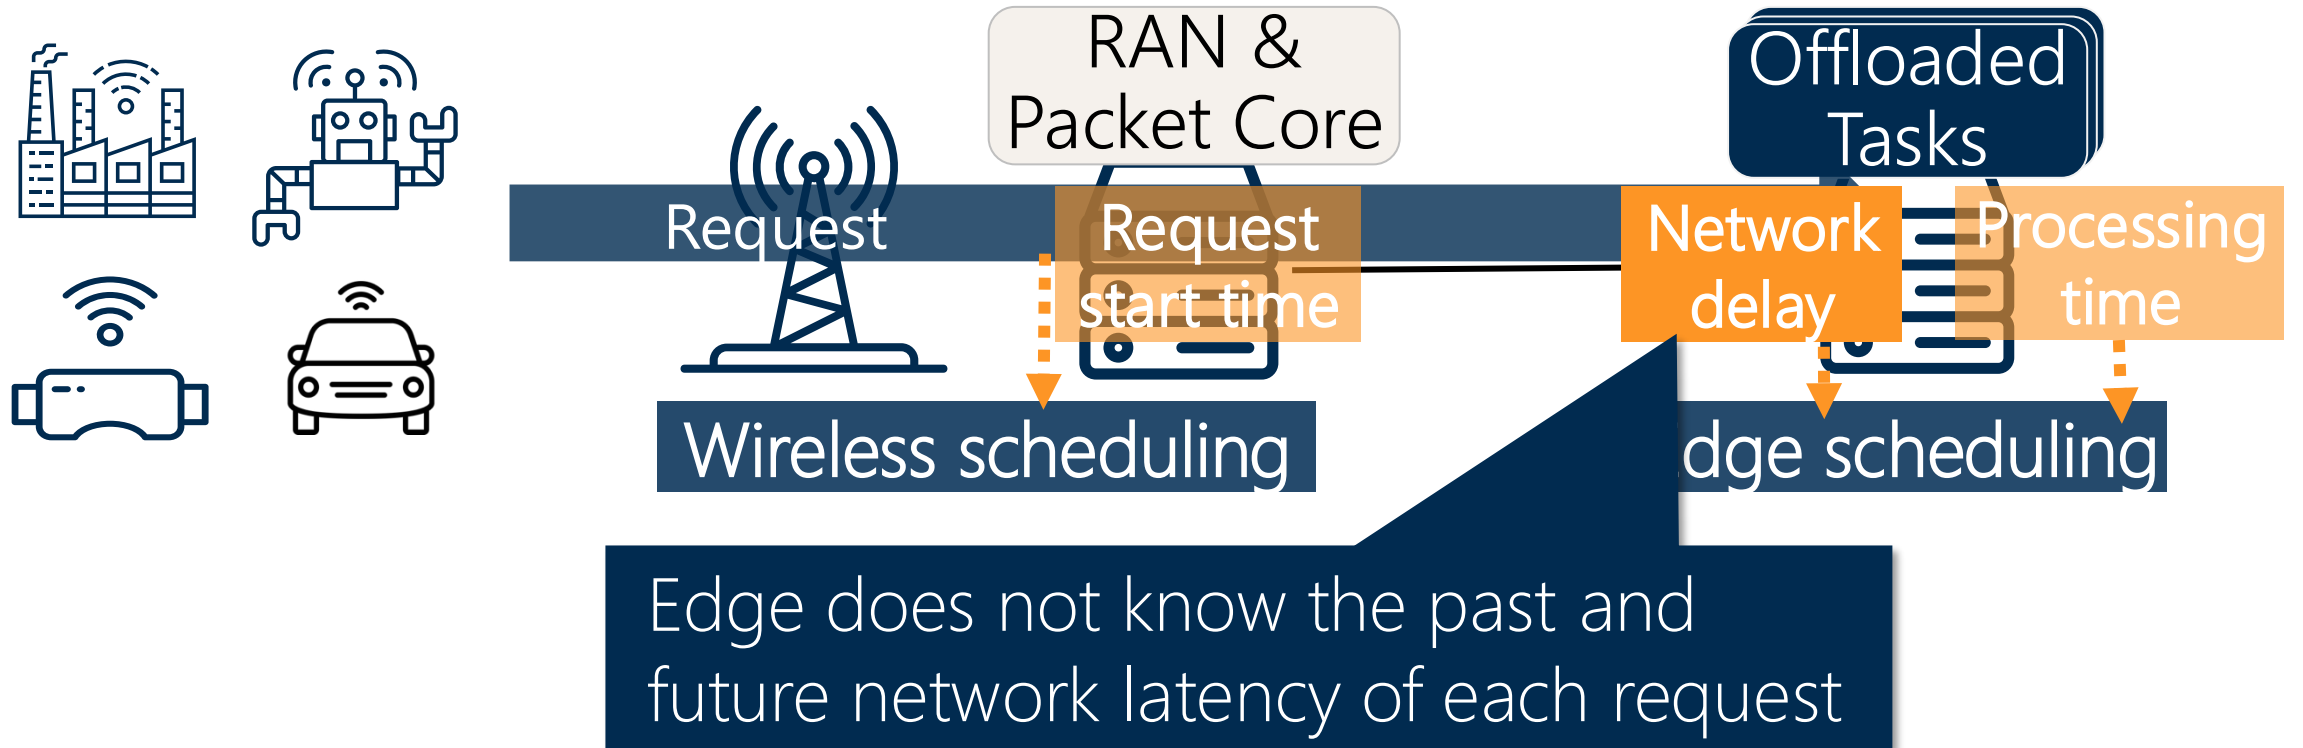 RAN &
Packet Core
Offloaded
Tasks
Request
Request
start time
Network
delay
Processing
time
Wireless scheduling
dge scheduling
Edge does not know the past and
future network latency of each request